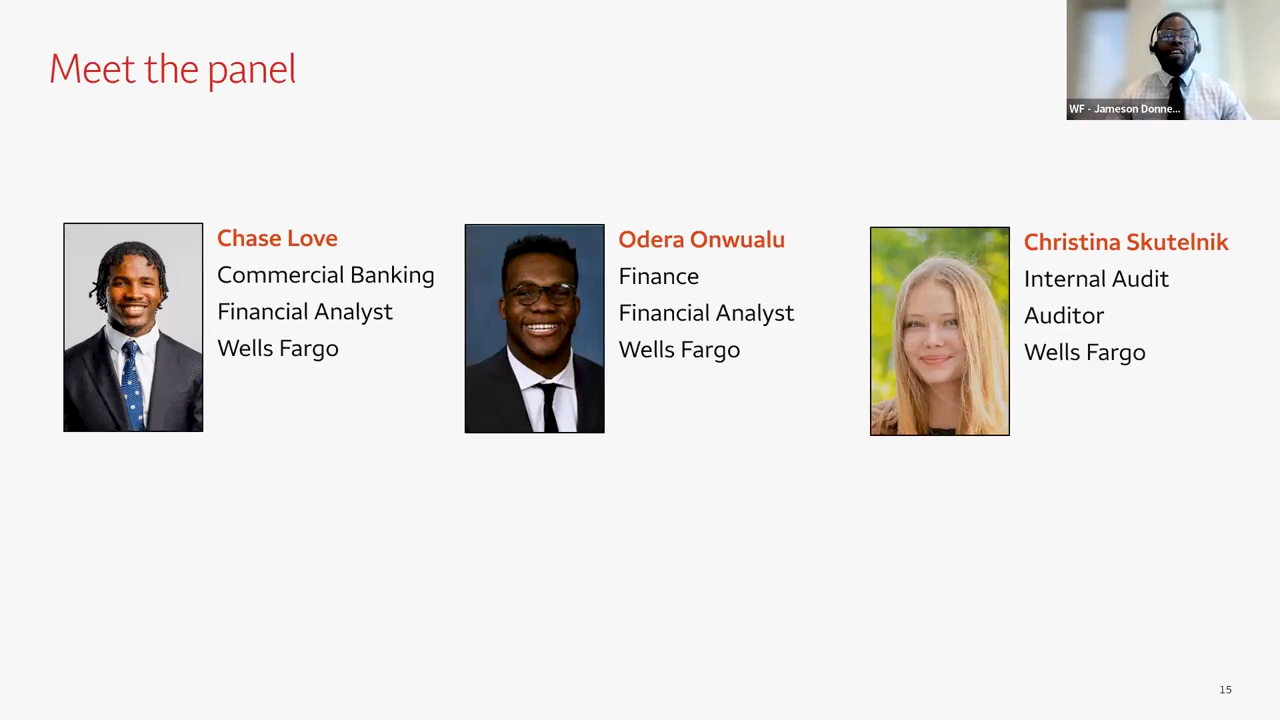 Meet the panel
WF - Jameson Donne...
Chase Love
Commercial Banking
Financial Analyst
Wells Fargo
Odera Onwualu
Finance
Financial Analyst
Wells Fargo
Christina Skutelnik
Internal Audit
Auditor
Wells Fargo
15